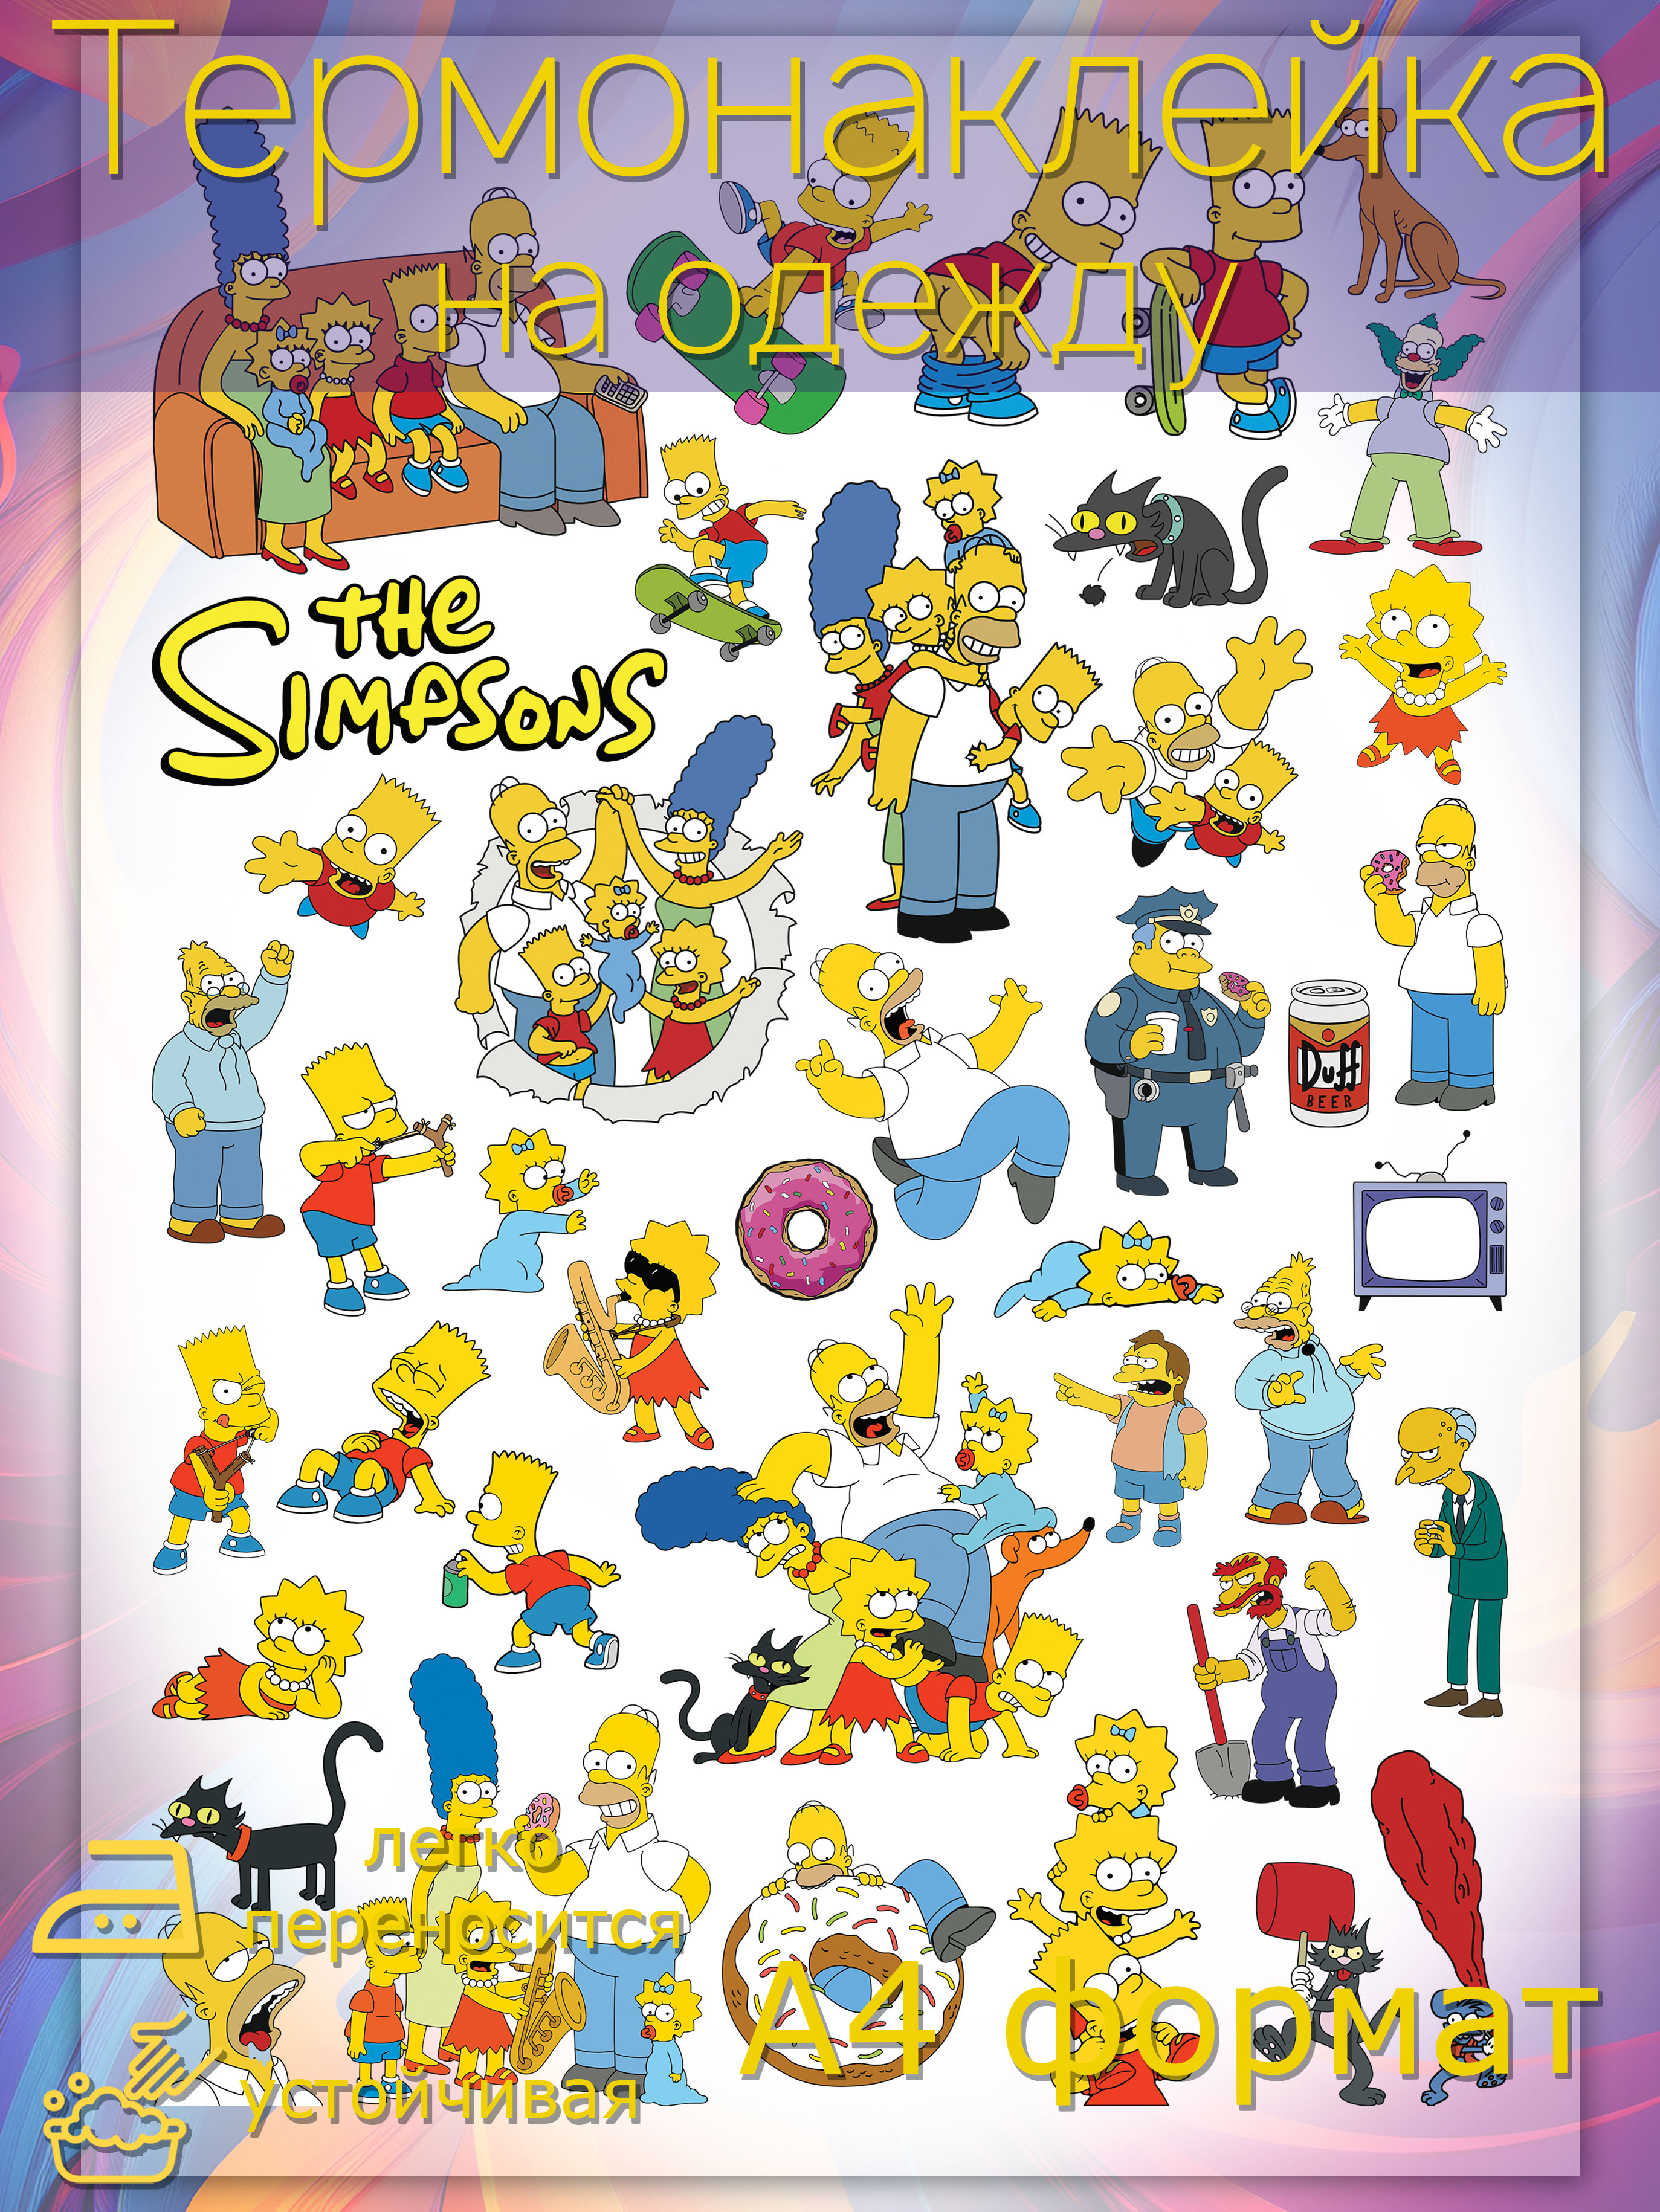 Термонаклейка
на одежду
THE
SIMPSONS
Duff
BEER
легко
переносится
А4 формат
устойчивая